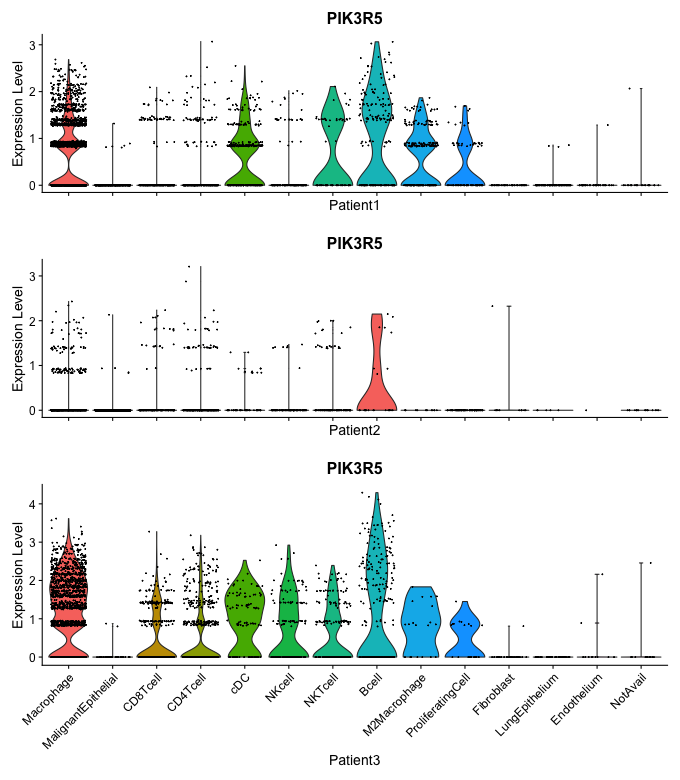 PIK3R5
Expression Level
3
2
1
0
Patient1
PIK3R5
Expression Level
3
2
1
0
Patient2
PIK3R5
Expression Level
4
3
2
1
0
Macrophage
MalignantEpithelial
CD8Tcell
CD4Tcell
cDC
NKcell
NKTcell
Bcell
M2Macrophage
ProliferatingCell
Fibroblast
LungEpithelium
Endothelium
NotAvail
Patient3